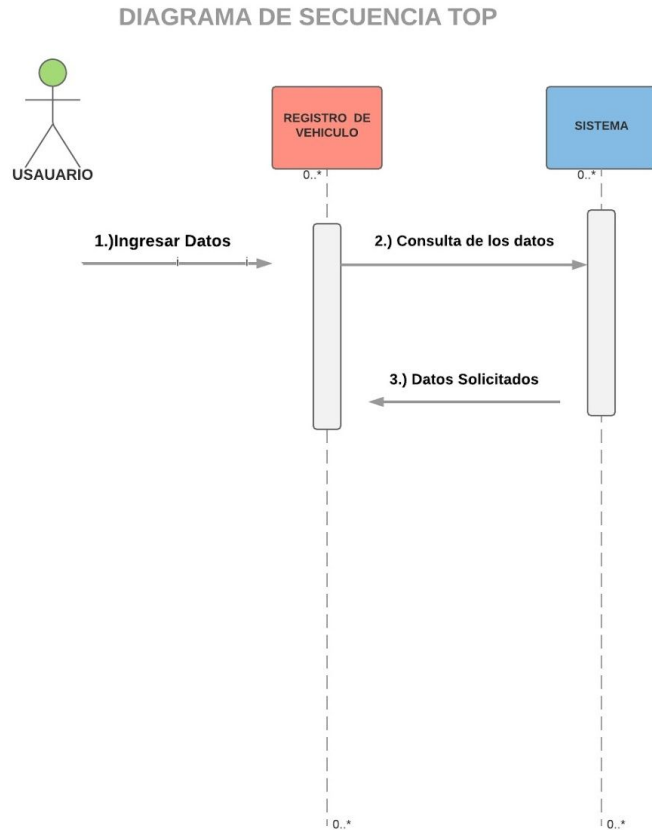 DIAGRAMA DE SECUENCIA TOP
USAUARIO
REGISTRO DE
VEHICULO
SISTEMA
0..*
0..*
1.)Ingresar Datos
2.) Consulta de los datos
3.) Datos Solicitados
0..*
0..*